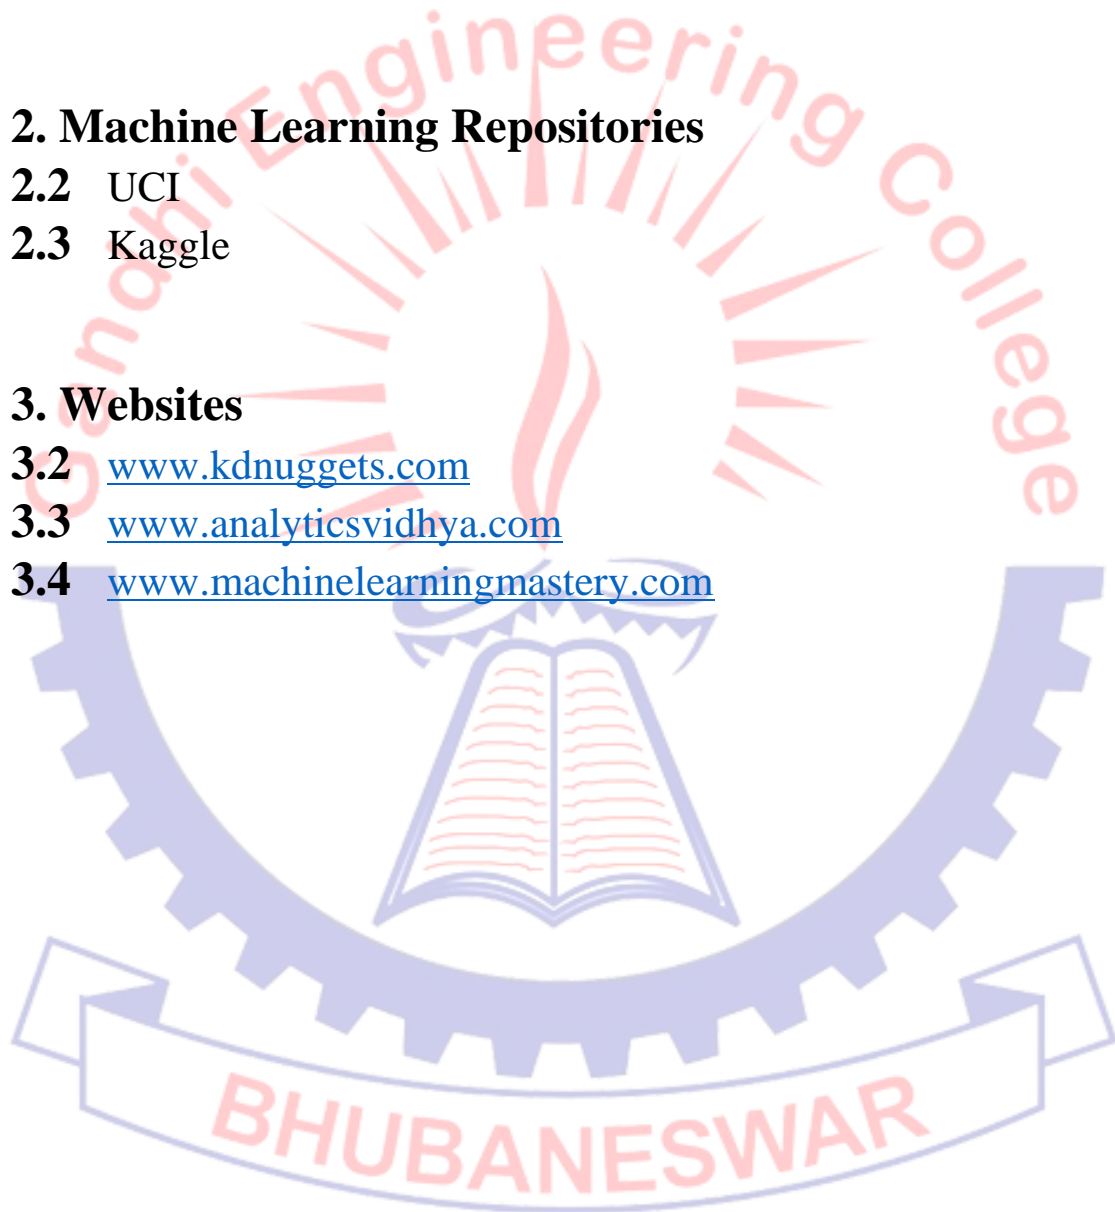 Gandhi Engineering College
2. Machine Learning Repositories
2.2 UCI
2.3 Kaggle
3. Websites
3.2 www.kdnuggets.com
3.3 www.analyticsvidhya.com
3.4 www.machinelearningmastery.com
BHUBANESWAR